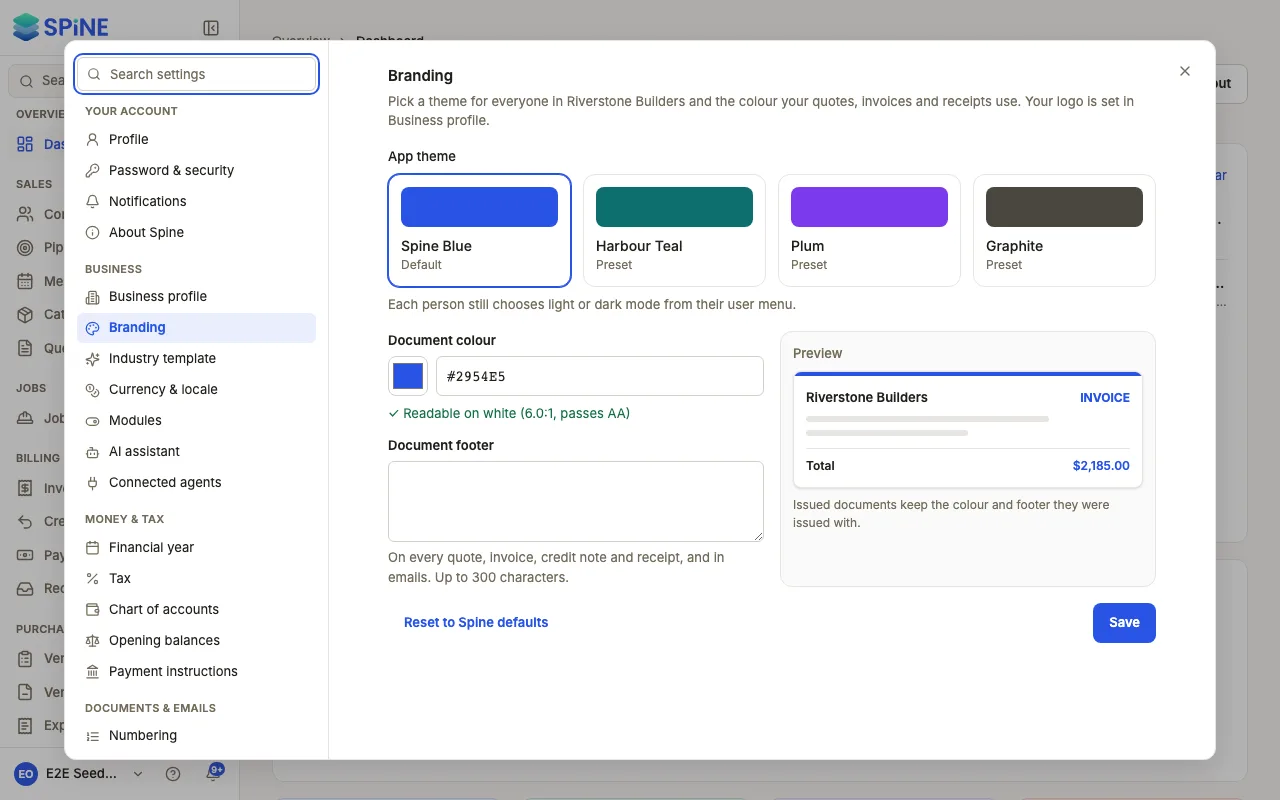 SPiNE
Overview > Dashboard
Search settings
YOUR ACCOUNT
Profile
Password & security
Notifications
About Spine
BUSINESS
Business profile
Branding
Industry template
Currency & locale
Modules
AI assistant
Connected agents
MONEY & TAX
Financial year
Tax
Chart of accounts
Opening balances
Payment instructions
DOCUMENTS & EMAILS
Numbering
Branding
Pick a theme for everyone in Riverstone Builders and the colour your quotes, invoices and receipts use. Your logo is set in
Business profile.
App theme
Spine Blue
Default
Harbour Teal
Preset
Plum
Preset
Graphite
Preset
Each person still chooses light or dark mode from their user menu.
Document colour
#2954E5
Readable on white (6.0:1, passes AA)
Document footer
On every quote, invoice, credit note and receipt, and in
emails. Up to 300 characters.
Preview
Riverstone Builders INVOICE
Total $2,185.00
Issued documents keep the colour and footer they were
issued with.
Reset to Spine defaults
Save
SALES
JOBS
BILLING
EO E2E Seed...
9+